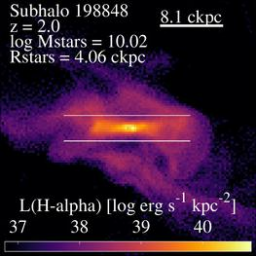 Subhalo 198848
8.1 ckpc
z = 2.0
log Mstars = 10.02
Rstars = 4.06 ckpc
L(H-alpha) [log erg s⁻¹ kpc⁻²]
37 38 39 40